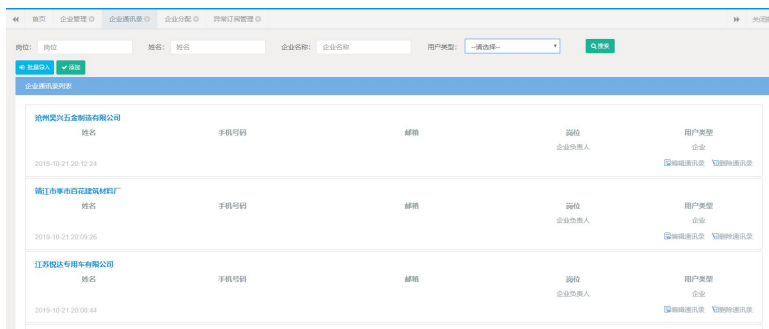 首页 企业管理 企业通讯录 企业分配 异常订阅管理 关闭
岗位: 岗位 姓名: 姓名 企业名称: 企业名称 用户类型: --请选择-- 搜索
批量导入 添加
企业通讯录列表
沧州昊兴五金制造有限公司
姓名 手机号码 邮箱 岗位 用户类型
企业负责人 企业
2019-10-21 20:12:24 编辑通讯录 删除通讯录
靖江市季市百花建筑材料厂
姓名 手机号码 邮箱 岗位 用户类型
企业负责人 企业
2019-10-21 20:09:26 编辑通讯录 删除通讯录
江苏悦达专用车有限公司
姓名 手机号码 邮箱 岗位 用户类型
企业负责人 企业
2019-10-21 20:08:44 编辑通讯录 删除通讯录